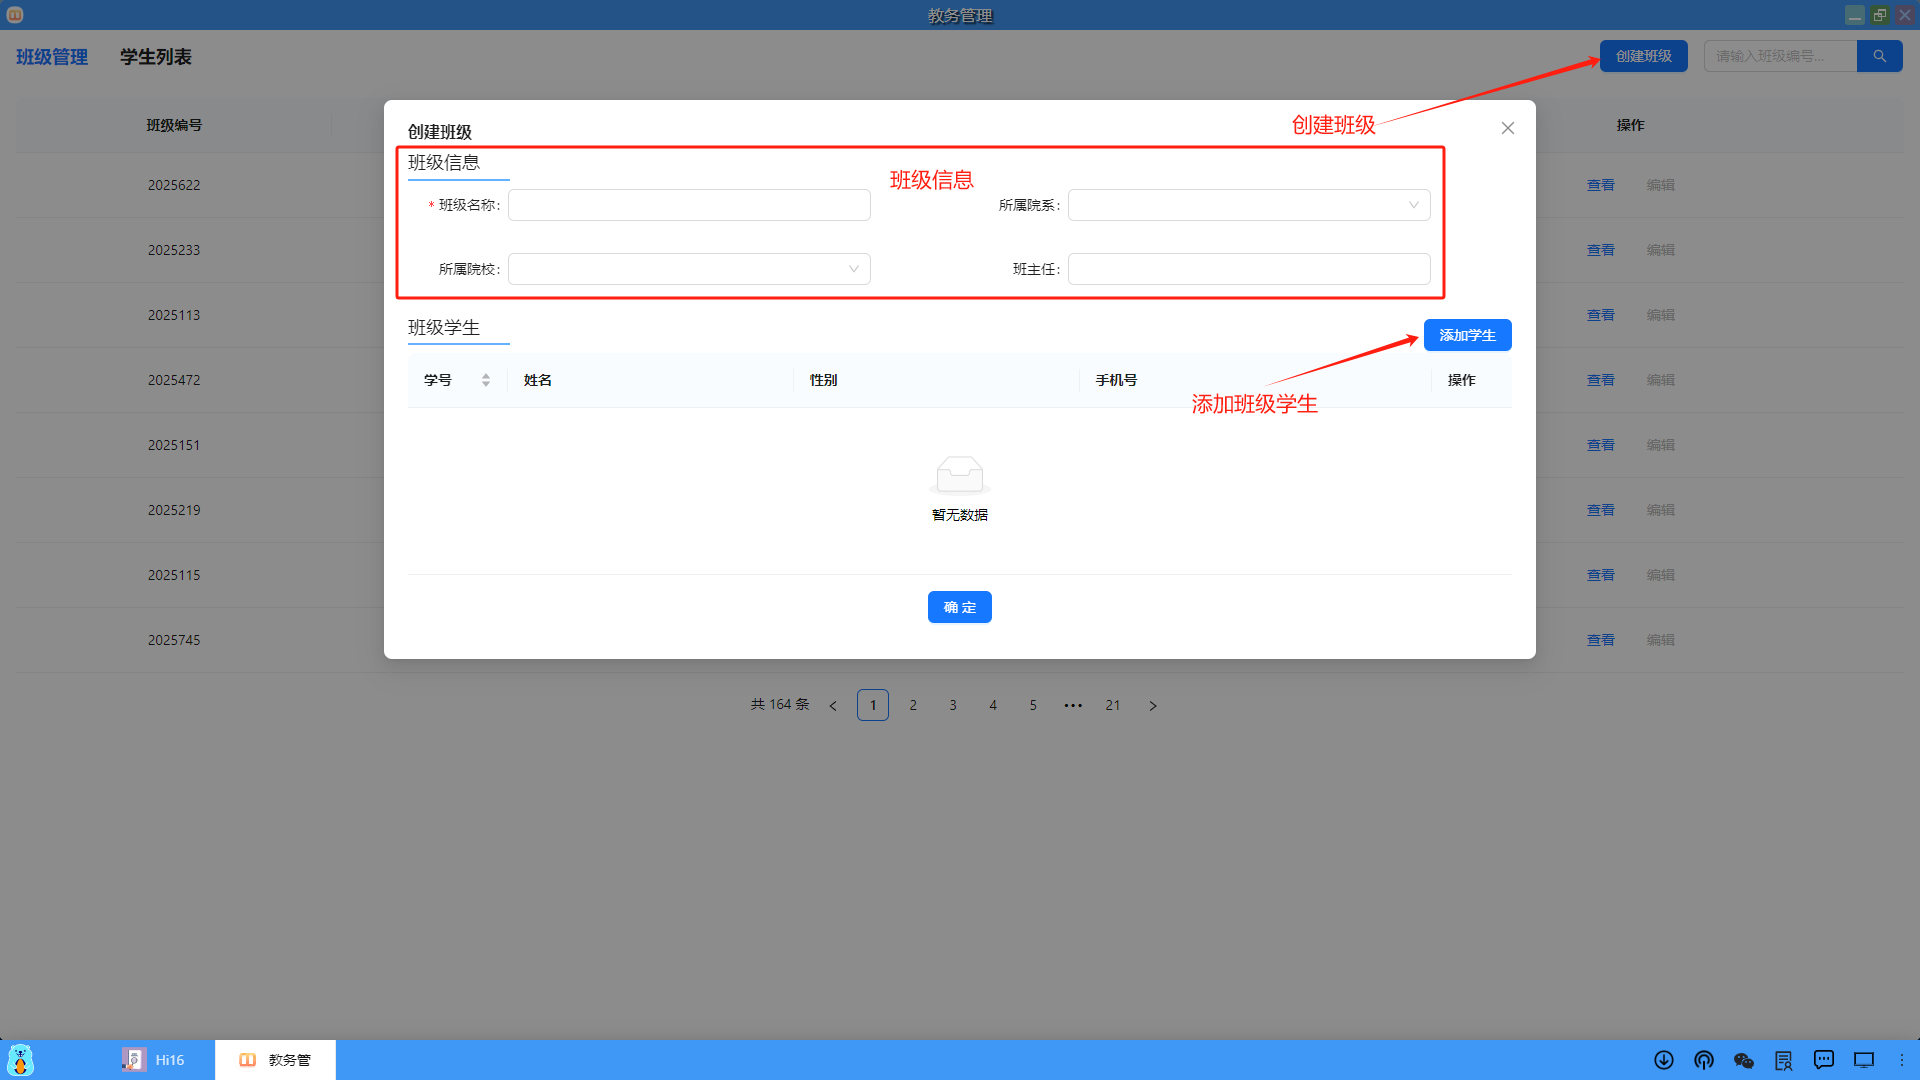 教务管理
班级管理 学生列表 创建班级 请输入班级编号...
班级编号 操作
创建班级 创建班级
班级信息 班级信息
* 班级名称: 所属院系:
所属院校: 班主任:
班级学生 添加学生
学号 姓名 性别 手机号 操作
添加班级学生
暂无数据
确 定
2025622 查看 编辑
2025233 查看 编辑
2025113 查看 编辑
2025472 查看 编辑
2025151 查看 编辑
2025219 查看 编辑
2025115 查看 编辑
2025745 查看 编辑
共 164 条 < 1 2 3 4 5 ••• 21 >
Hi16 教务管